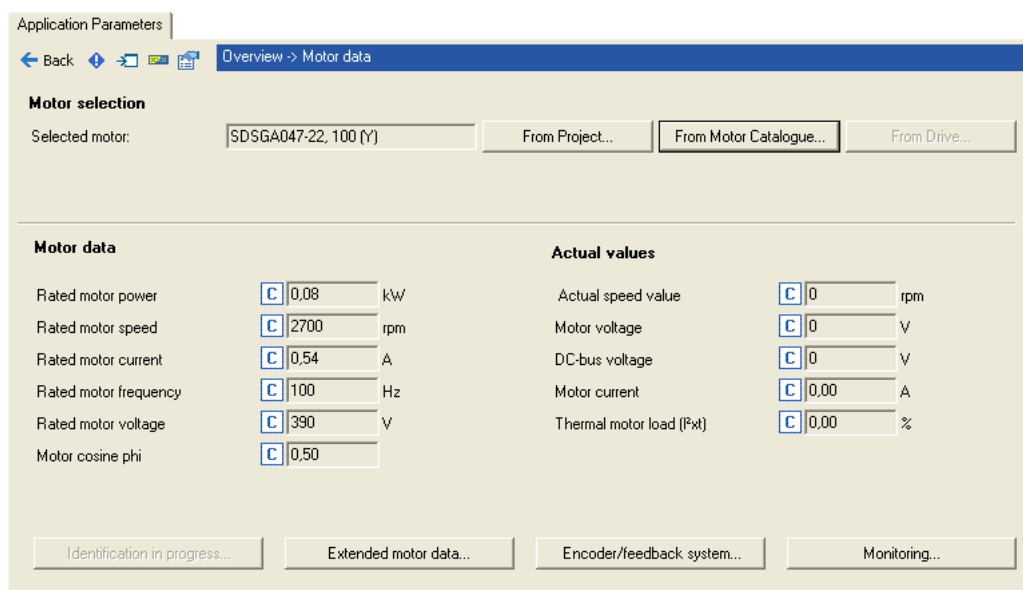 Application Parameters
Back
Overview -> Motor data
Motor selection
Selected motor: SDSGA047-22, 100 (Y) From Project... From Motor Catalogue... From Drive...
Motor data
Actual values
Rated motor power C 0,08 kW Actual speed value C 0 rpm
Rated motor speed C 2700 rpm Motor voltage C 0 V
Rated motor current C 0,54 A DC-bus voltage C 0 V
Rated motor frequency C 100 Hz Motor current C 0,00 A
Rated motor voltage C 390 V Thermal motor load (I²xt) C 0,00 %
Motor cosine phi C 0,50
Identification in progress... Extended motor data... Encoder/feedback system... Monitoring...